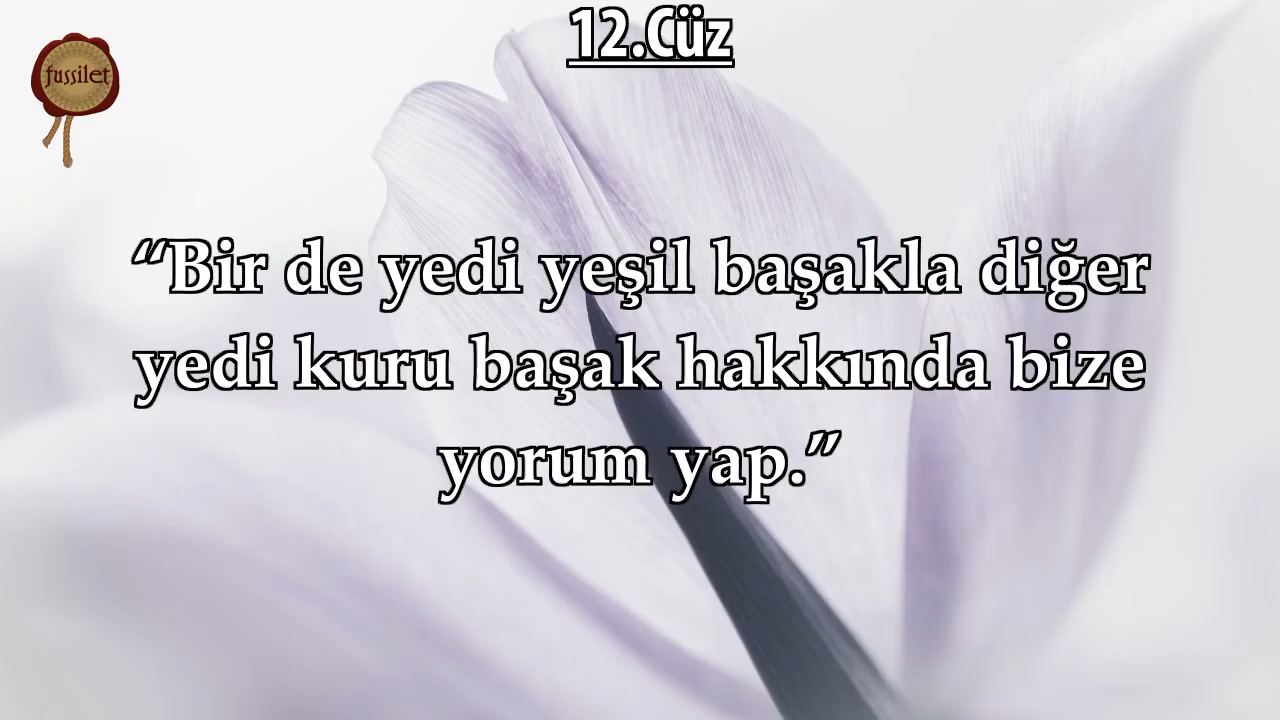 12.Cüz
fussilet
“Bir de yedi yeşil başakla diğer
yedi kuru başak hakkında bize
yorum yap.”